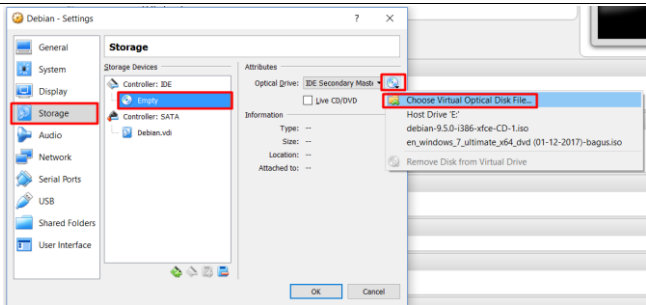 Debian - Settings
?
General
System
Display
Storage
Audio
Network
Serial Ports
USB
Shared Folders
User Interface
Storage
Storage Devices
Controller: IDE
Empty
Controller: SATA
Debian.vdi
Attributes
Optical Drive: IDE Secondary Maste
Live CD/DVD
Information
Type: --
Size: --
Location: --
Attached to: --
Choose Virtual Optical Disk File...
Host Drive 'E:'
debian-9.5.0-i386-xfce-CD-1.iso
en_windows_7_ultimate_x64_dvd (01-12-2017)-bagus.iso
Remove Disk from Virtual Drive
OK
Cancel